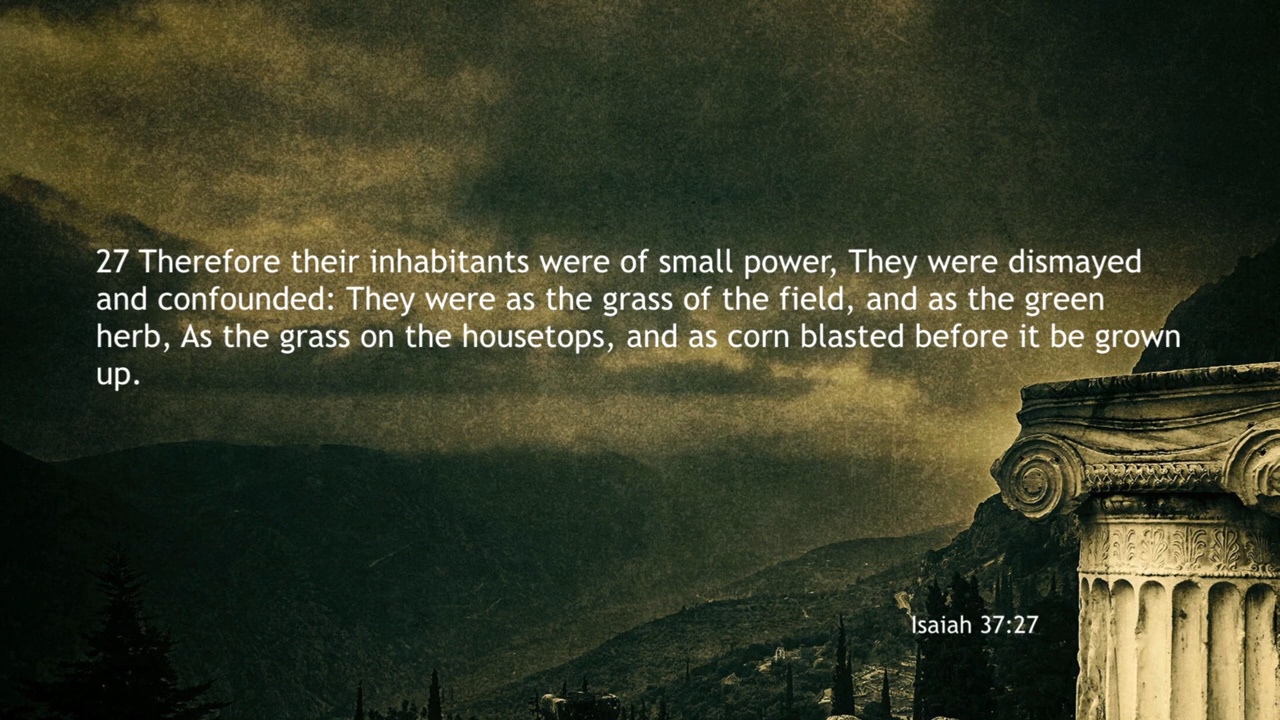 27 Therefore their inhabitants were of small power, They were dismayed
and confounded: They were as the grass of the field, and as the green
herb, As the grass on the housetops, and as corn blasted before it be grown
up.
Isaiah 37:27